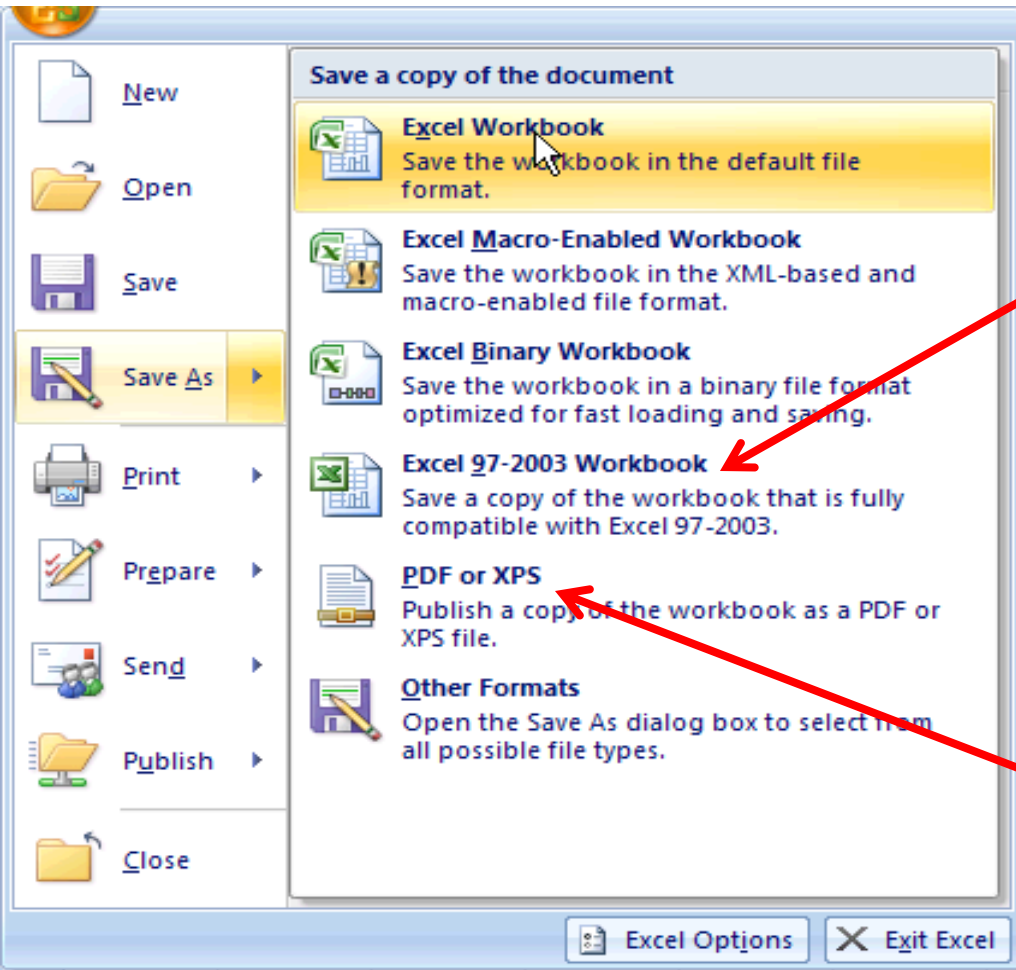 New
Open
Save
Save As
Print
Prepare
Send
Publish
Close
Save a copy of the document
Excel Workbook
Save the workbook in the default file
format.
Excel Macro-Enabled Workbook
Save the workbook in the XML-based and
macro-enabled file format.
Excel Binary Workbook
Save the workbook in a binary file format
optimized for fast loading and saving.
Excel 97-2003 Workbook
Save a copy of the workbook that is fully
compatible with Excel 97-2003.
PDF or XPS
Publish a copy of the workbook as a PDF or
XPS file.
Other Formats
Open the Save As dialog box to select from
all possible file types.
Excel Options
Exit Excel